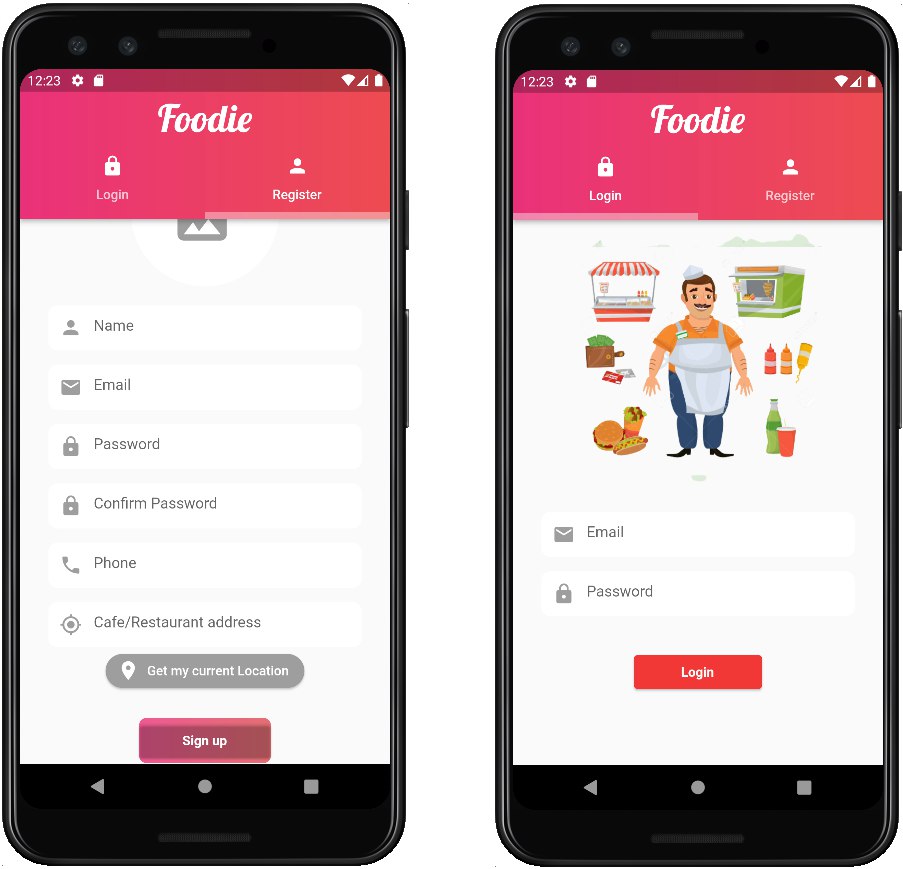 12:23
Foodie
Login
Register
Name
Email
Password
Confirm Password
Phone
Cafe/Restaurant address
Get my current Location
Sign up
12:23
Foodie
Login
Register
Email
Password
Login